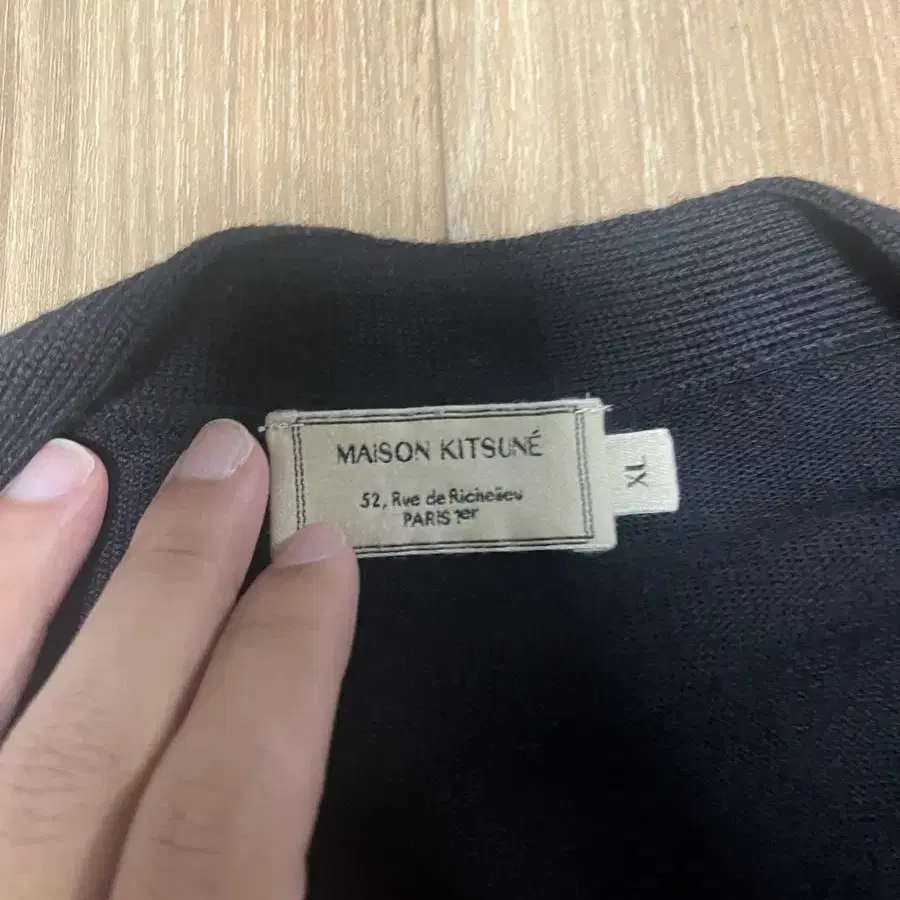 MAISON KITSUNÉ
52, Rue de Richelieu
PARIS 1er
XL